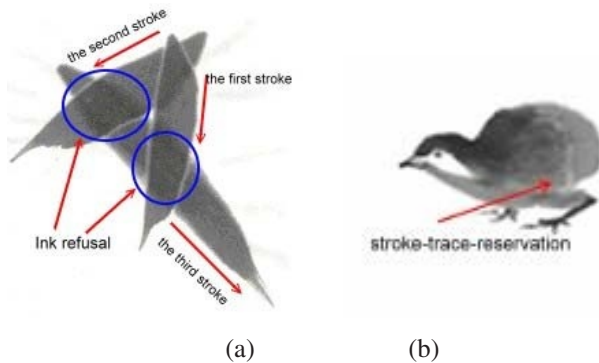 the second stroke
the first stroke
Ink refusal
the third stroke
stroke-trace-reservation
(a)
(b)